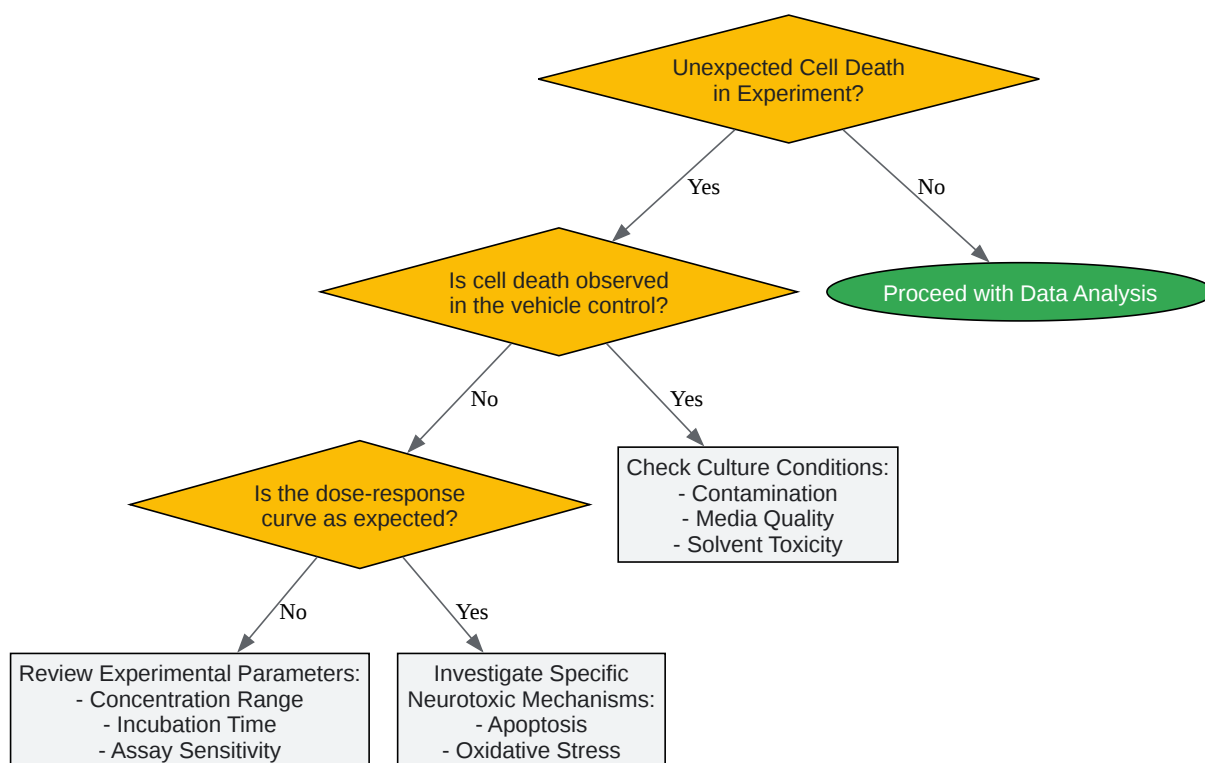 Unexpected Cell Death
in Experiment?
Yes
No
Is cell death observed
in the vehicle control?
Proceed with Data Analysis
No
Yes
Is the dose-response
curve as expected?
Check Culture Conditions:
- Contamination
- Media Quality
- Solvent Toxicity
No
Yes
Review Experimental Parameters:
- Concentration Range
- Incubation Time
- Assay Sensitivity
Investigate Specific
Neurotoxic Mechanisms:
- Apoptosis
- Oxidative Stress